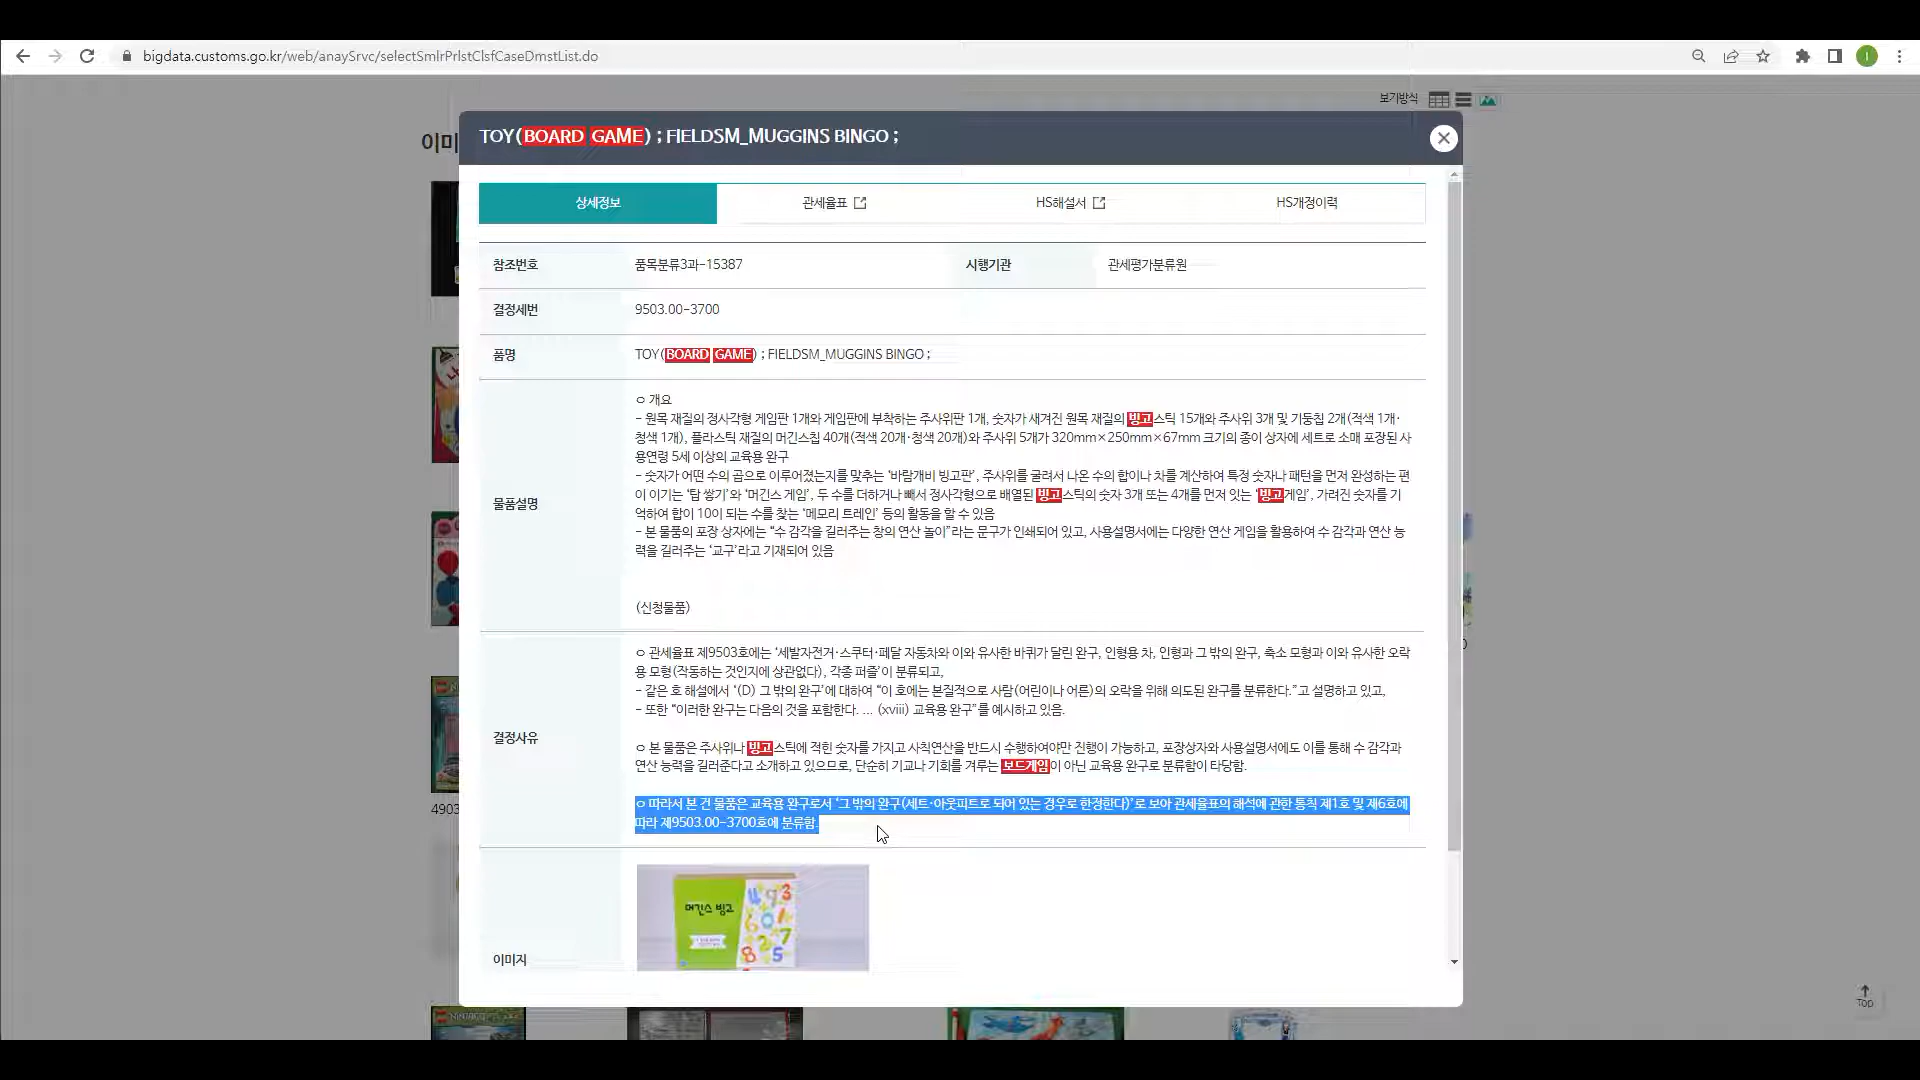 bigdata.customs.go.kr/web/anaySrvc/selectSmlrPrlstClsfCaseDmstList.do
보기방식
이미
TOY(BOARD GAME) ; FIELDSM_MUGGINS BINGO ;
상세정보
관세율표
HS해설서
HS개정이력
참조번호
품목분류3과-15387
시행기관
관세평가분류원
결정세번
9503.00-3700
품명
TOY(BOARD GAME) ; FIELDSM_MUGGINS BINGO ;
물품설명
ㅇ 개요
- 원목 재질의 정사각형 게임판 1개와 게임판에 부착하는 주사위판 1개, 숫자가 새겨진 원목 재질의 빙고스틱 15개와 주사위 3개 및 기둥칩 2개(적색 1개·
청색 1개), 플라스틱 재질의 머긴스칩 40개(적색 20개·청색 20개)와 주사위 5개가 320mm×250mm×67mm 크기의 종이 상자에 세트로 소매 포장된 사
용연령 5세 이상의 교육용 완구
- 숫자가 어떤 수의 곱으로 이루어졌는지를 맞추는 ‘바람개비 빙고판’, 주사위를 굴려서 나온 수의 합이나 차를 계산하여 특정 숫자나 패턴을 먼저 완성하는 편
이 이기는 ‘탑 쌓기’와 ‘머긴스 게임’, 두 수를 더하거나 빼서 정사각형으로 배열된 빙고스틱의 숫자 3개 또는 4개를 먼저 잇는 ‘빙고게임’, 가려진 숫자를 기
억하여 합이 10이 되는 수를 찾는 ‘메모리 트레인’ 등의 활동을 할 수 있음
- 본 물품의 포장 상자에는 “수 감각을 길러주는 창의 연산 놀이”라는 문구가 인쇄되어 있고, 사용설명서에는 다양한 연산 게임을 활용하여 수 감각과 연산 능
력을 길러주는 ‘교구’라고 기재되어 있음
(신청물품)
결정사유
ㅇ 관세율표 제9503호에는 ‘세발자전거·스쿠터·페달 자동차와 이와 유사한 바퀴가 달린 완구, 인형용 차, 인형과 그 밖의 완구, 축소 모형과 이와 유사한 오락
용 모형(작동하는 것인지에 상관없다), 각종 퍼즐’이 분류되고,
- 같은 호 해설에서 ‘(D) 그 밖의 완구’에 대하여 “이 호에는 본질적으로 사람(어린이나 어른)의 오락을 위해 의도된 완구를 분류한다.”고 설명하고 있고,
- 또한 “이러한 완구는 다음의 것을 포함한다. ... (xviii) 교육용 완구”를 예시하고 있음.
ㅇ 본 물품은 주사위나 빙고스틱에 적힌 숫자를 가지고 사칙연산을 반드시 수행하여야만 진행이 가능하고, 포장상자와 사용설명서에도 이를 통해 수 감각과
연산 능력을 길러준다고 소개하고 있으므로, 단순히 기교나 기회를 겨루는 보드게임이 아닌 교육용 완구로 분류함이 타당함.
ㅇ 따라서 본 건 물품은 교육용 완구로서 ‘그 밖의 완구(세트·아웃피트로 되어 있는 경우로 한정한다)’로 보아 관세율표의 해석에 관한 통칙 제1호 및 제6호에
따라 제9503.00-3700호에 분류함.
이미지
머긴스 빙고
4903
Top